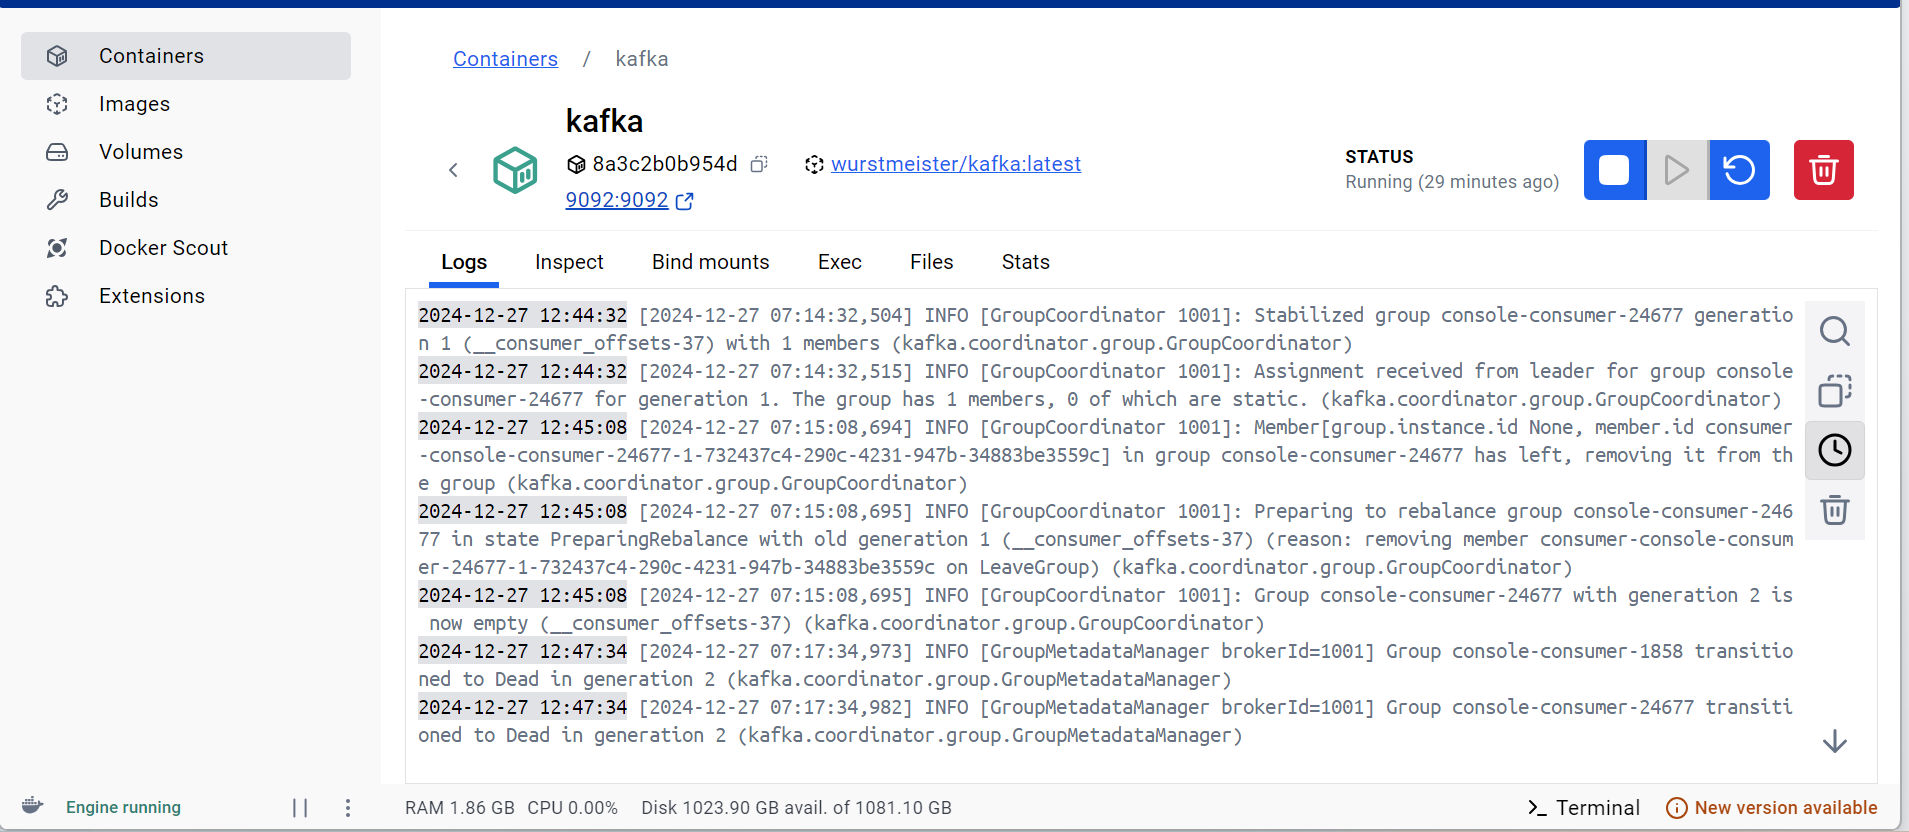 Containers
Images
Volumes
Builds
Docker Scout
Extensions
Containers / kafka
kafka
8a3c2b0b954d wurstmeister/kafka:latest
9092:9092
STATUS
Running (29 minutes ago)
Logs Inspect Bind mounts Exec Files Stats
2024-12-27 12:44:32 [2024-12-27 07:14:32,504] INFO [GroupCoordinator 1001]: Stabilized group console-consumer-24677 generatio
n 1 (__consumer_offsets-37) with 1 members (kafka.coordinator.group.GroupCoordinator)
2024-12-27 12:44:32 [2024-12-27 07:14:32,515] INFO [GroupCoordinator 1001]: Assignment received from leader for group console
-consumer-24677 for generation 1. The group has 1 members, 0 of which are static. (kafka.coordinator.group.GroupCoordinator)
2024-12-27 12:45:08 [2024-12-27 07:15:08,694] INFO [GroupCoordinator 1001]: Member[group.instance.id None, member.id consumer
-console-consumer-24677-1-732437c4-290c-4231-947b-34883be3559c] in group console-consumer-24677 has left, removing it from th
e group (kafka.coordinator.group.GroupCoordinator)
2024-12-27 12:45:08 [2024-12-27 07:15:08,695] INFO [GroupCoordinator 1001]: Preparing to rebalance group console-consumer-246
77 in state PreparingRebalance with old generation 1 (__consumer_offsets-37) (reason: removing member consumer-console-consum
er-24677-1-732437c4-290c-4231-947b-34883be3559c on LeaveGroup) (kafka.coordinator.group.GroupCoordinator)
2024-12-27 12:45:08 [2024-12-27 07:15:08,695] INFO [GroupCoordinator 1001]: Group console-consumer-24677 with generation 2 is
now empty (__consumer_offsets-37) (kafka.coordinator.group.GroupCoordinator)
2024-12-27 12:47:34 [2024-12-27 07:17:34,973] INFO [GroupMetadataManager brokerId=1001] Group console-consumer-1858 transitio
ned to Dead in generation 2 (kafka.coordinator.group.GroupMetadataManager)
2024-12-27 12:47:34 [2024-12-27 07:17:34,982] INFO [GroupMetadataManager brokerId=1001] Group console-consumer-24677 transiti
oned to Dead in generation 2 (kafka.coordinator.group.GroupMetadataManager)
Engine running
RAM 1.86 GB CPU 0.00% Disk 1023.90 GB avail. of 1081.10 GB
>_ Terminal
New version available